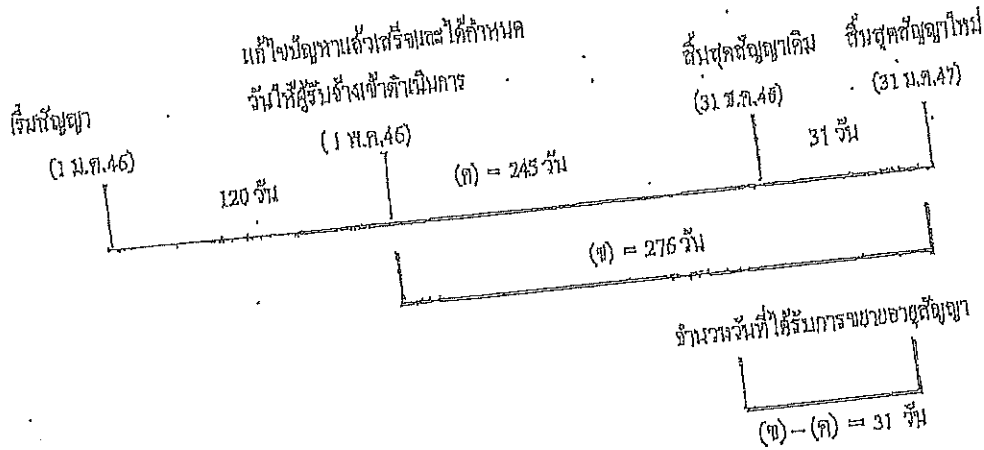 แก้ไขปัญหาแล้วเสร็จและได้กำหนด
วันให้ผู้รับจ้างเข้าดำเนินการ
(1 พ.ค.46)
สิ้นสุดสัญญาเดิม
(31 ธ.ค.46)
สิ้นสุดสัญญาใหม่
(31 ม.ค.47)
เริ่มสัญญา
(1 ม.ค.46)
120 วัน
(ค) = 245 วัน
31 วัน
(ข) = 276 วัน
จำนวนวันที่ได้รับการขยายอายุสัญญา
(ข)-(ค) = 31 วัน